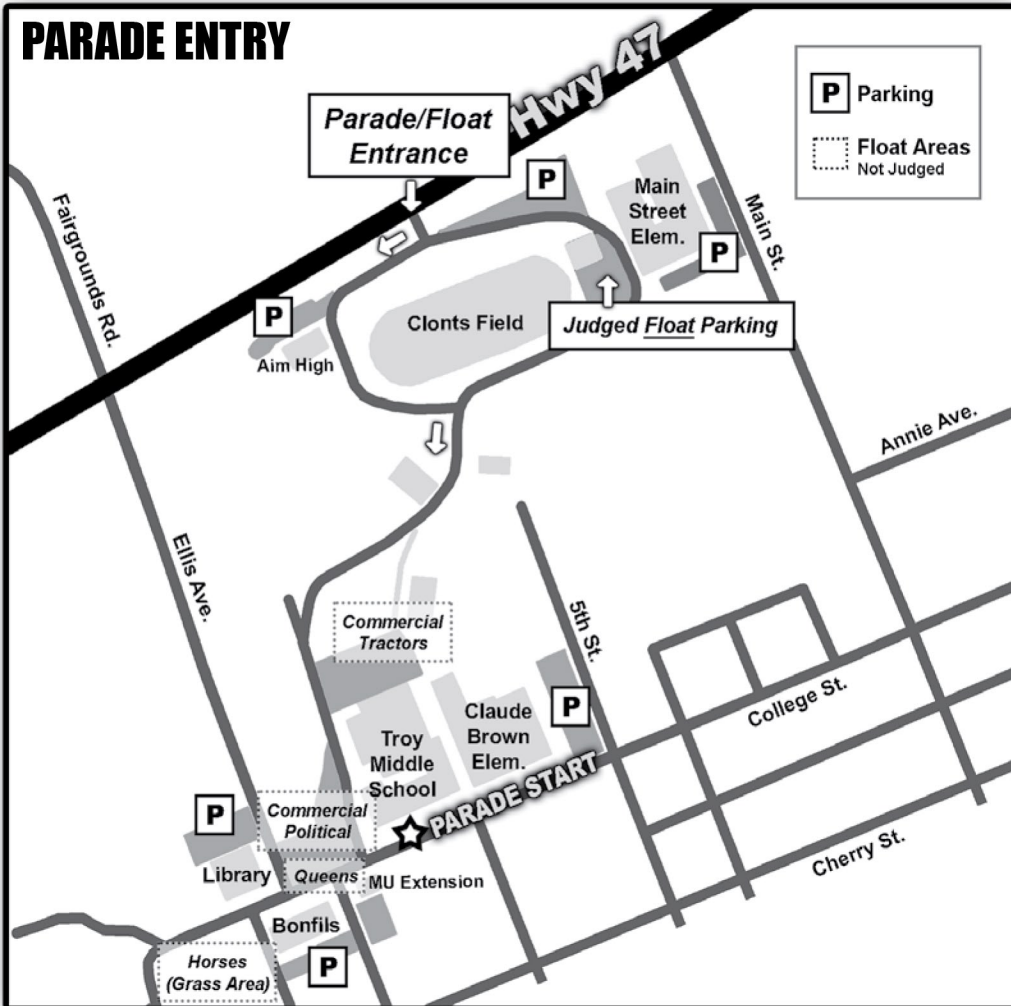 PARADE ENTRY
Hwy 47
P Parking
Float Areas
Not Judged
Parade/Float
Entrance
P
Main
Street
Elem.
P
Main St.
Fairgrounds Rd.
P
Clonts Field
Judged Float Parking
Aim High
Annie Ave.
Ellis Ave.
5th St.
Commercial
Tractors
College St.
P
Claude
Brown
Elem.
Troy
Middle
School
PARADE START
P
Commercial
Political
Cherry St.
Library
Queens
MU Extension
Bonfils
P
Horses
(Grass Area)